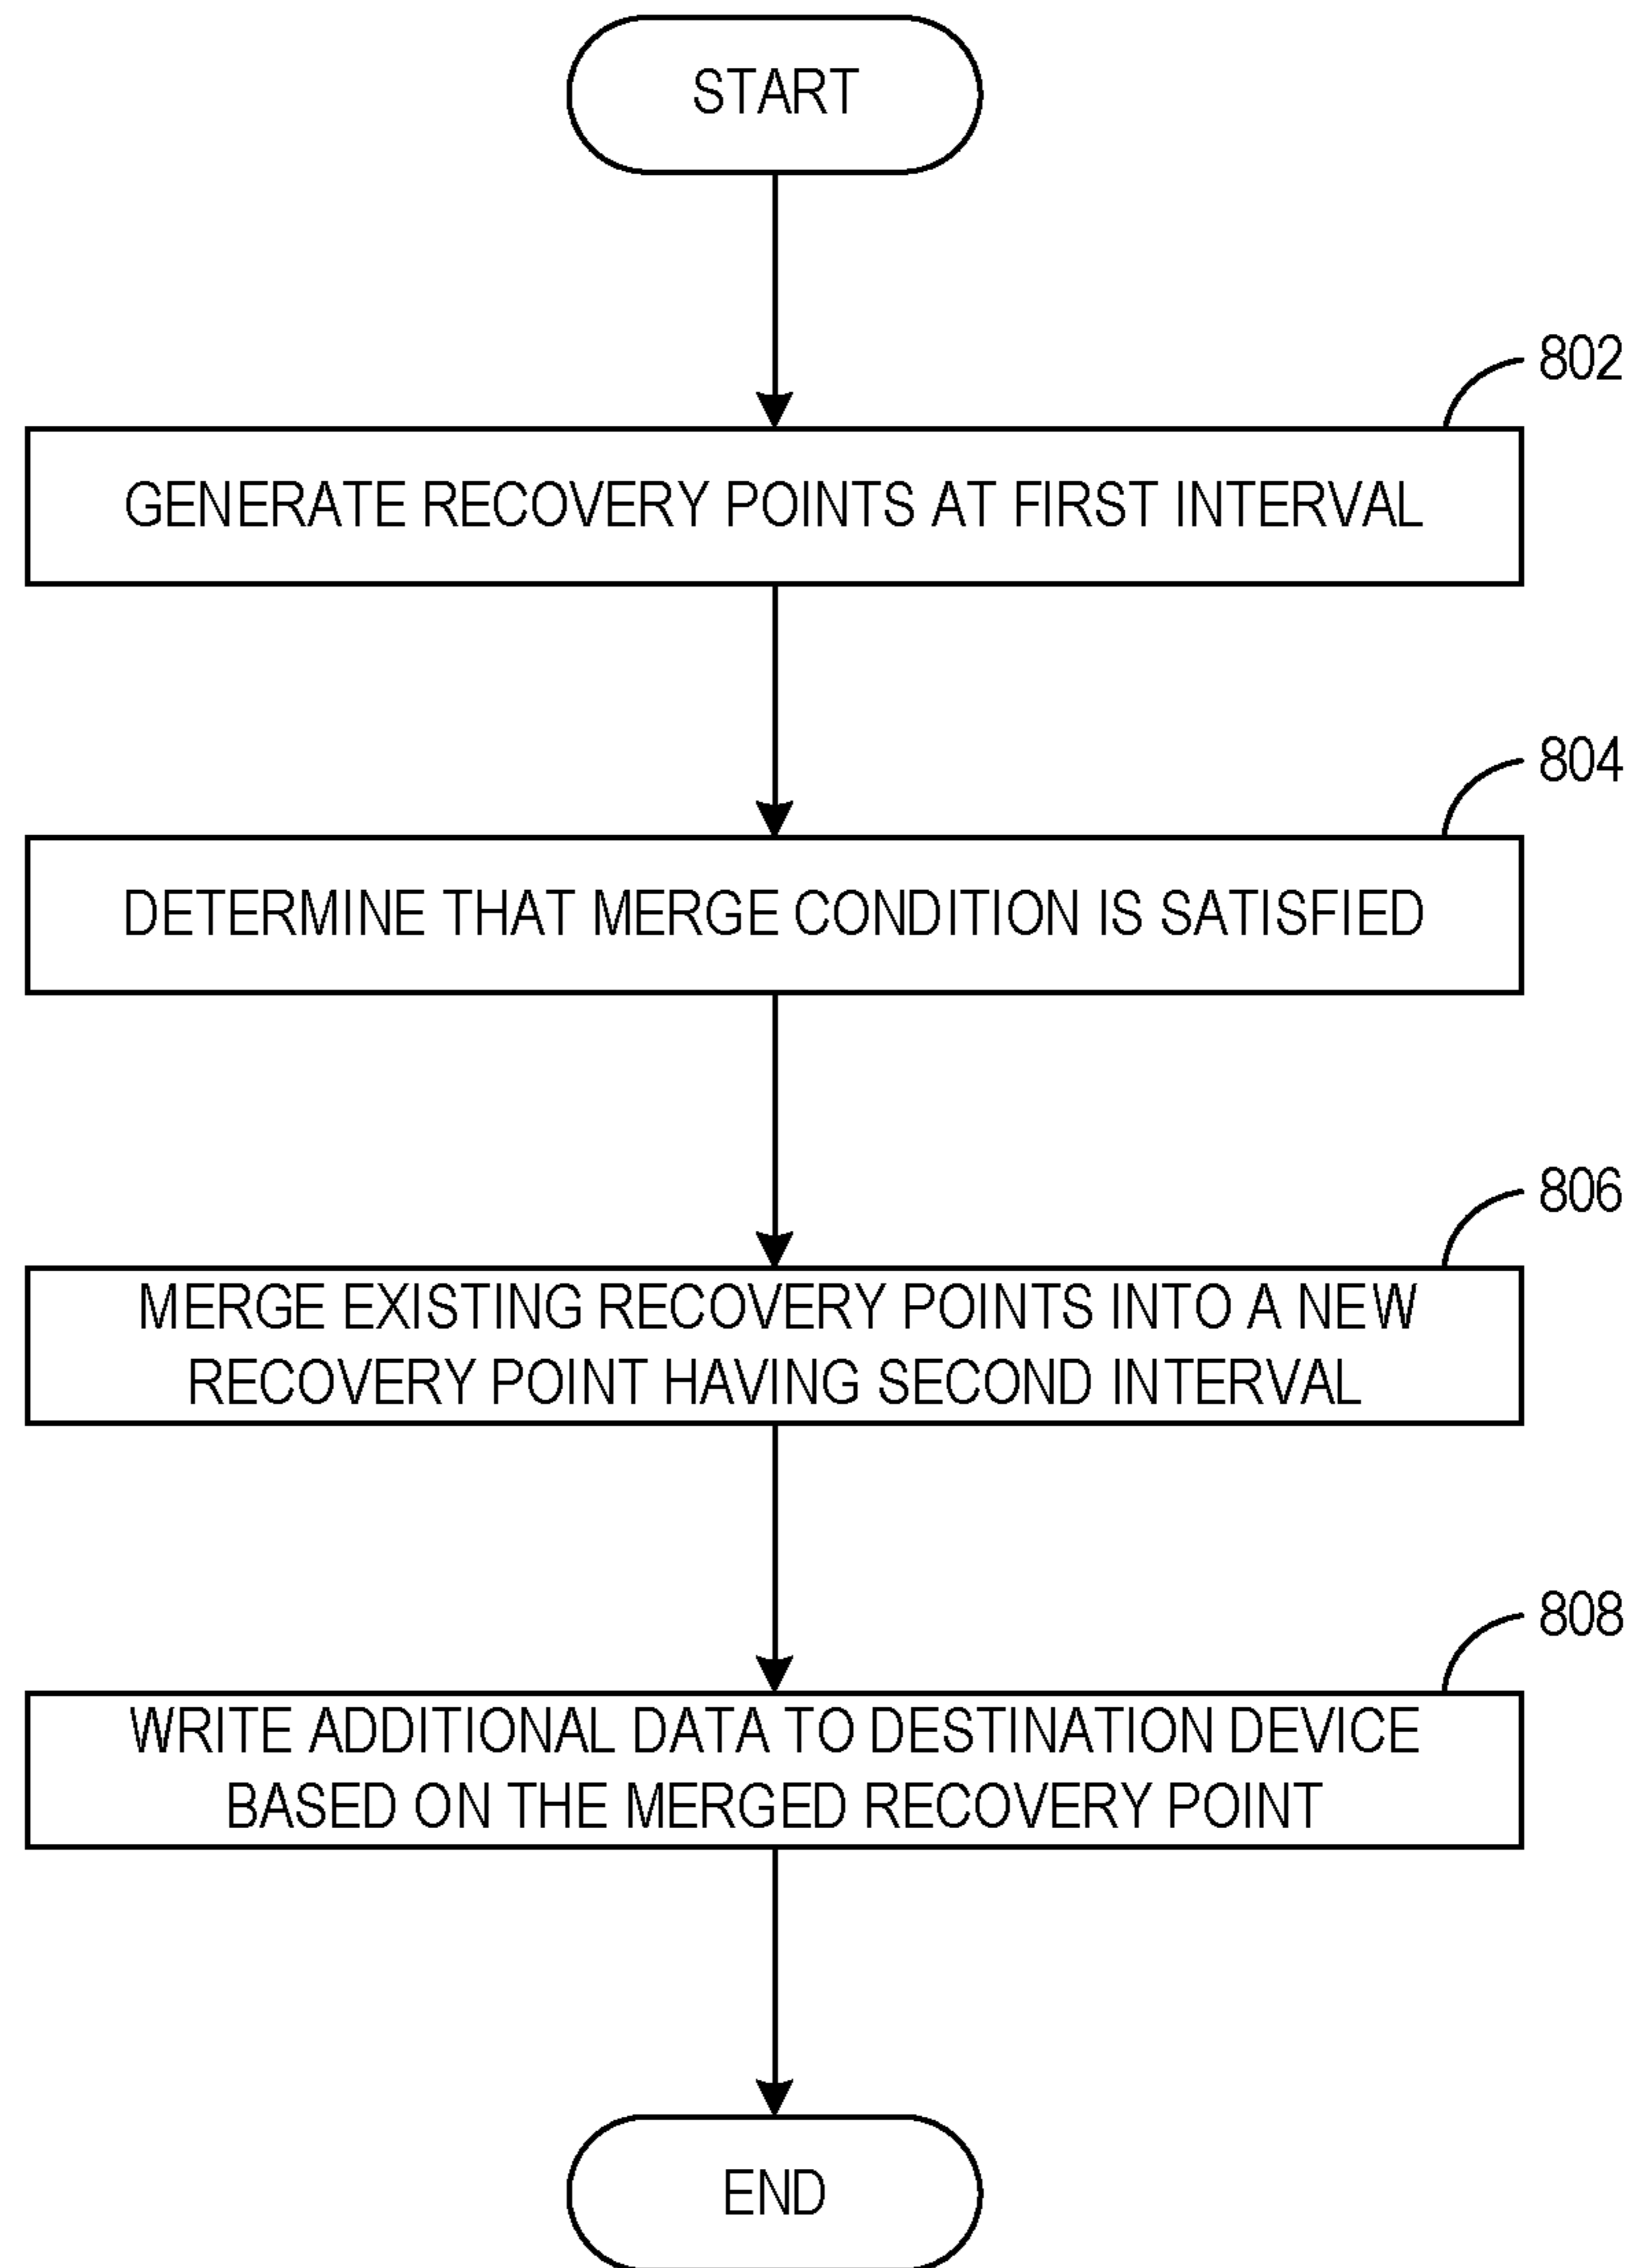 START
802
GENERATE RECOVERY POINTS AT FIRST INTERVAL
804
DETERMINE THAT MERGE CONDITION IS SATISFIED
806
MERGE EXISTING RECOVERY POINTS INTO A NEW
RECOVERY POINT HAVING SECOND INTERVAL
808
WRITE ADDITIONAL DATA TO DESTINATION DEVICE
BASED ON THE MERGED RECOVERY POINT
END